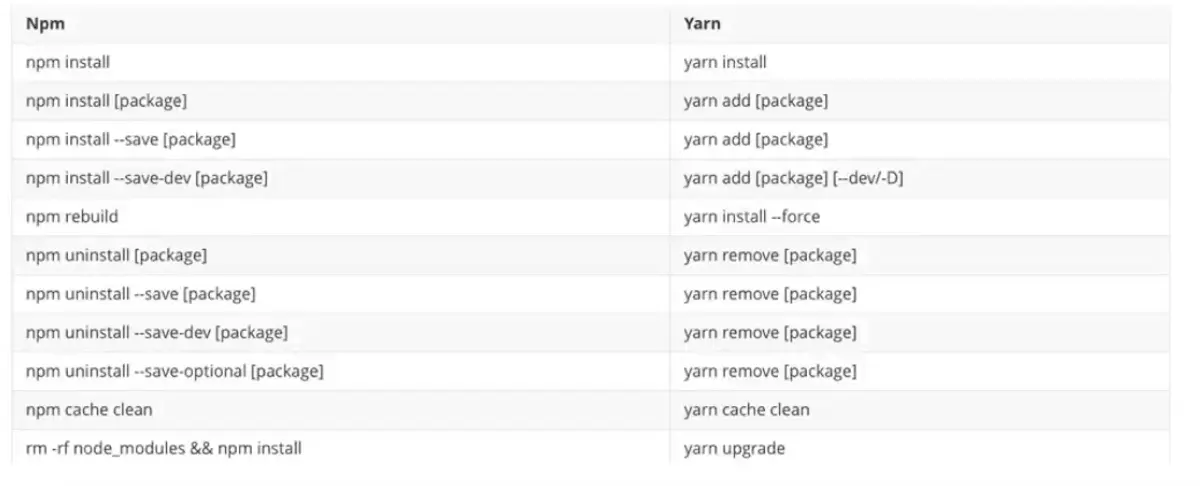 Npm Yarn
npm install yarn install
npm install [package] yarn add [package]
npm install --save [package] yarn add [package]
npm install --save-dev [package] yarn add [package] [--dev/-D]
npm rebuild yarn install --force
npm uninstall [package] yarn remove [package]
npm uninstall --save [package] yarn remove [package]
npm uninstall --save-dev [package] yarn remove [package]
npm uninstall --save-optional [package] yarn remove [package]
npm cache clean yarn cache clean
rm -rf node_modules && npm install yarn upgrade